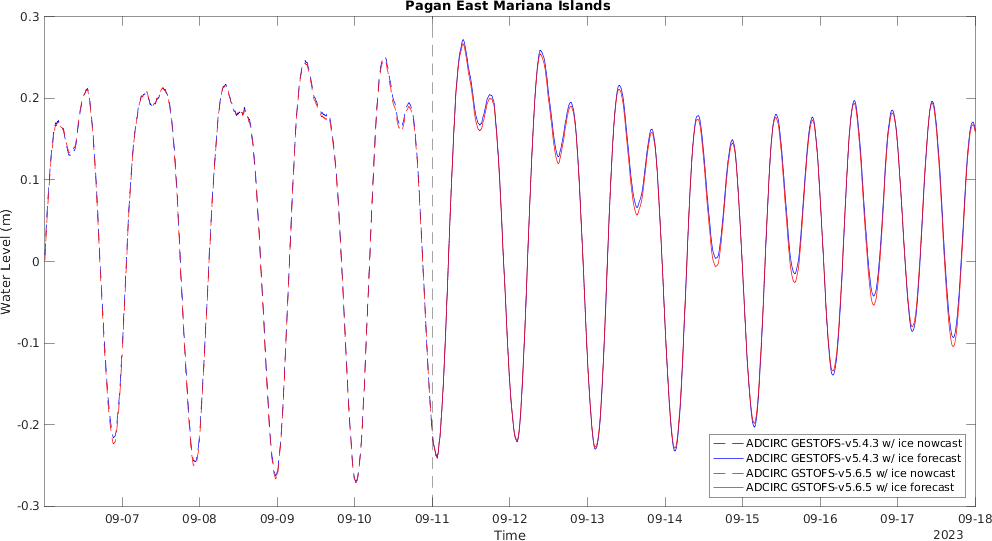 Pagan East Mariana Islands
0.3
0.2
0.1
0
-0.1
-0.2
-0.3
Water Level (m)
ADCIRC GESTOFS-v5.4.3 w/ ice nowcast
ADCIRC GESTOFS-v5.4.3 w/ ice forecast
ADCIRC GSTOFS-v5.6.5 w/ ice nowcast
ADCIRC GSTOFS-v5.6.5 w/ ice forecast
09-07 09-08 09-09 09-10 09-11 09-12 09-13 09-14 09-15 09-16 09-17 09-18
Time
2023